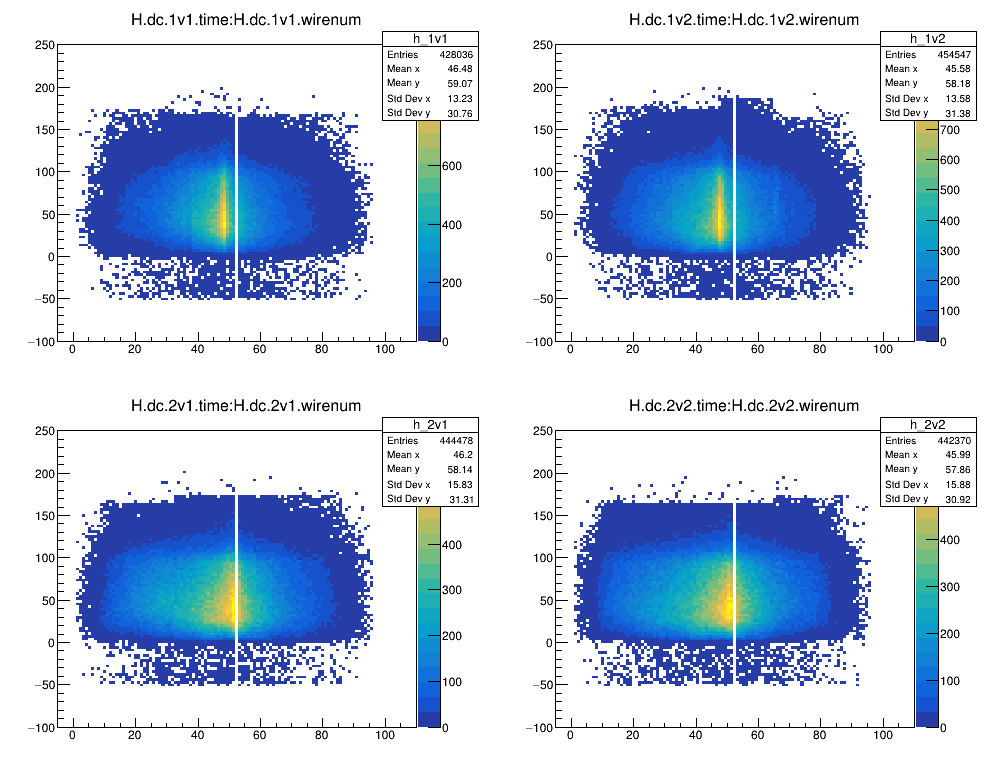 H.dc.1v1.time:H.dc.1v1.wirenum
h_1v1
Entries 428036
Mean x 46.48
Mean y 59.07
Std Dev x 13.23
Std Dev y 30.76
250
200
150
100
50
0
−50
−100
0 20 40 60 80 100
600
400
200
0
H.dc.1v2.time:H.dc.1v2.wirenum
h_1v2
Entries 454547
Mean x 45.58
Mean y 58.18
Std Dev x 13.58
Std Dev y 31.38
250
200
150
100
50
0
−50
−100
0 20 40 60 80 100
700
600
500
400
300
200
100
0
H.dc.2v1.time:H.dc.2v1.wirenum
h_2v1
Entries 444478
Mean x 46.2
Mean y 58.14
Std Dev x 15.83
Std Dev y 31.31
250
200
150
100
50
0
−50
−100
0 20 40 60 80 100
400
300
200
100
0
H.dc.2v2.time:H.dc.2v2.wirenum
h_2v2
Entries 442370
Mean x 45.99
Mean y 57.86
Std Dev x 15.88
Std Dev y 30.92
250
200
150
100
50
0
−50
−100
0 20 40 60 80 100
400
300
200
100
0